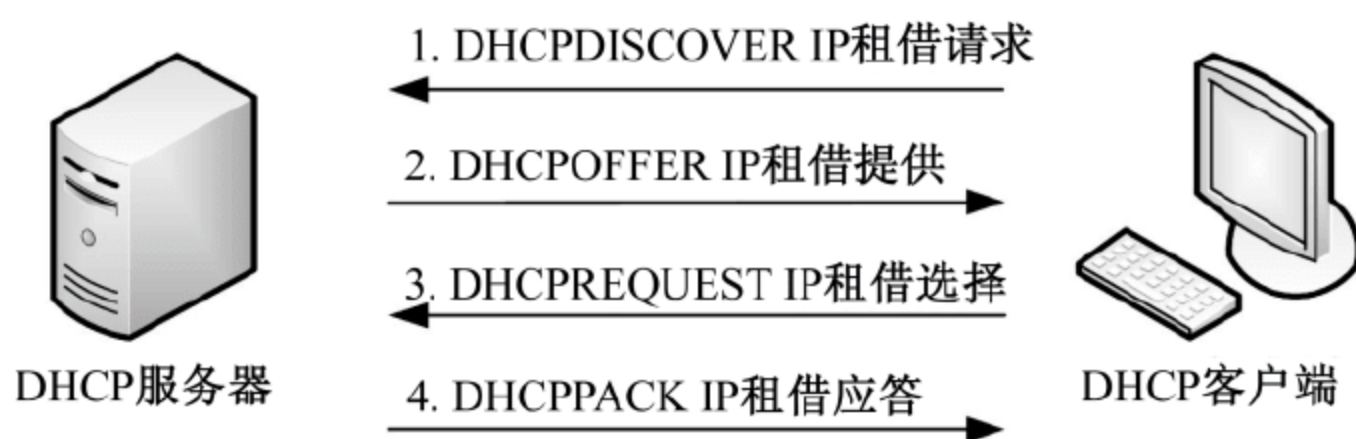 1. DHCPDISCOVER IP租借请求
2. DHCPOFFER IP租借提供
3. DHCPREQUEST IP租借选择
4. DHCPPACK IP租借应答
DHCP服务器
DHCP客户端